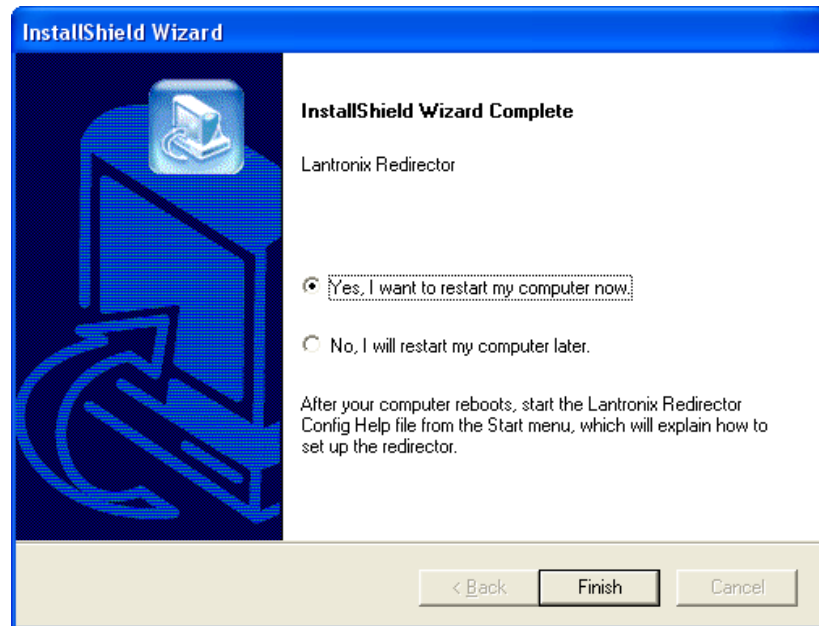 InstallShield Wizard
InstallShield Wizard Complete
Lantronix Redirector
Yes, I want to restart my computer now.
No, I will restart my computer later.
After your computer reboots, start the Lantronix Redirector
Config Help file from the Start menu, which will explain how to
set up the redirector.
< Back
Finish
Cancel